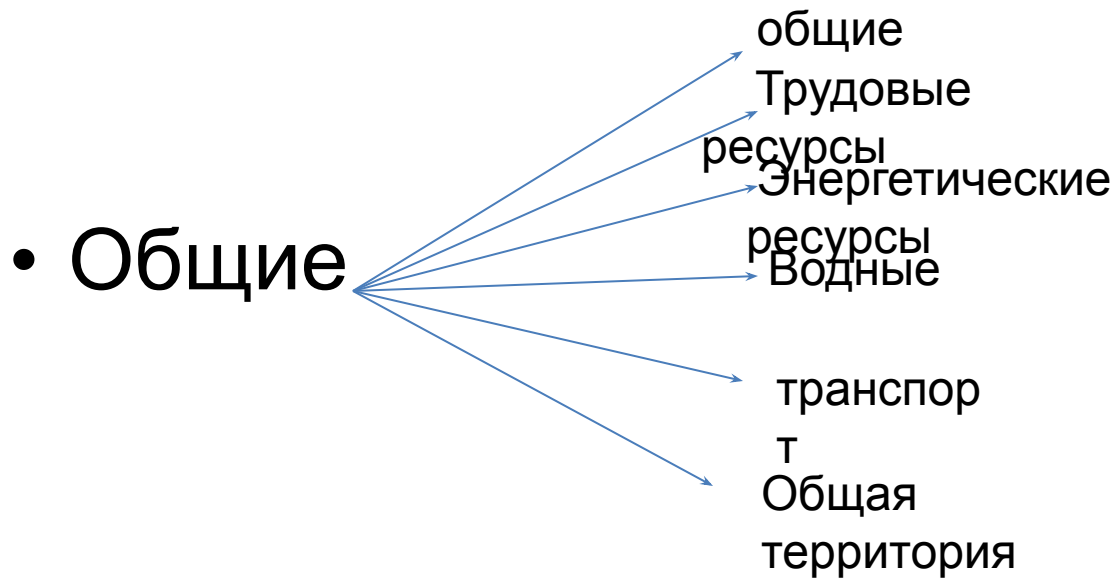 общие
Трудовые
ресурсы
Энергетические
ресурсы
• Общие
Водные
транспор
т
Общая
территория